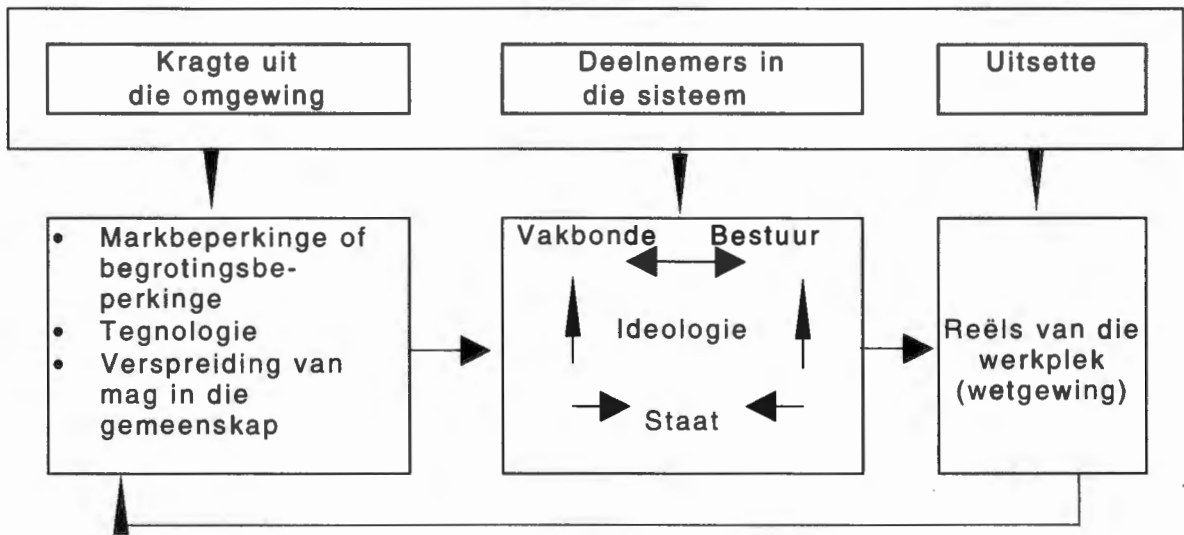 Kragte uit
die omgewing
Deelnemers in
die sisteem
Uitsette
• Markbeperkinge of
begrotingsbe-
perkinge
• Tegnologie
• Verspreiding van
mag in die
gemeenskap
Vakbonde Bestuur
Ideologie
Staat
Reëls van die
werkplek
(wetgewing)